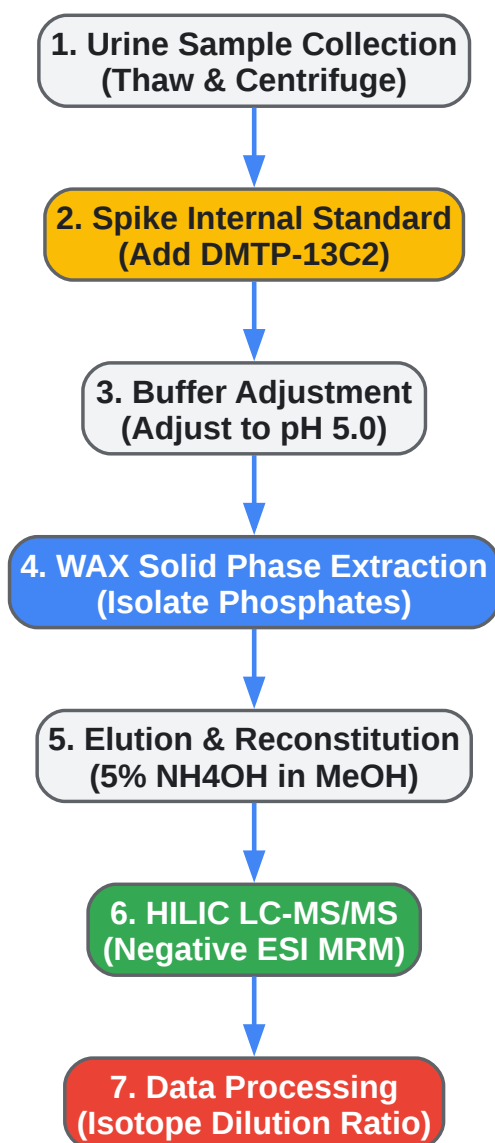 1. Urine Sample Collection
(Thaw & Centrifuge)
2. Spike Internal Standard
(Add DMTP-13C2)
3. Buffer Adjustment
(Adjust to pH 5.0)
4. WAX Solid Phase Extraction
(Isolate Phosphates)
5. Elution & Reconstitution
(5% NH4OH in MeOH)
6. HILIC LC-MS/MS
(Negative ESI MRM)
7. Data Processing
(Isotope Dilution Ratio)